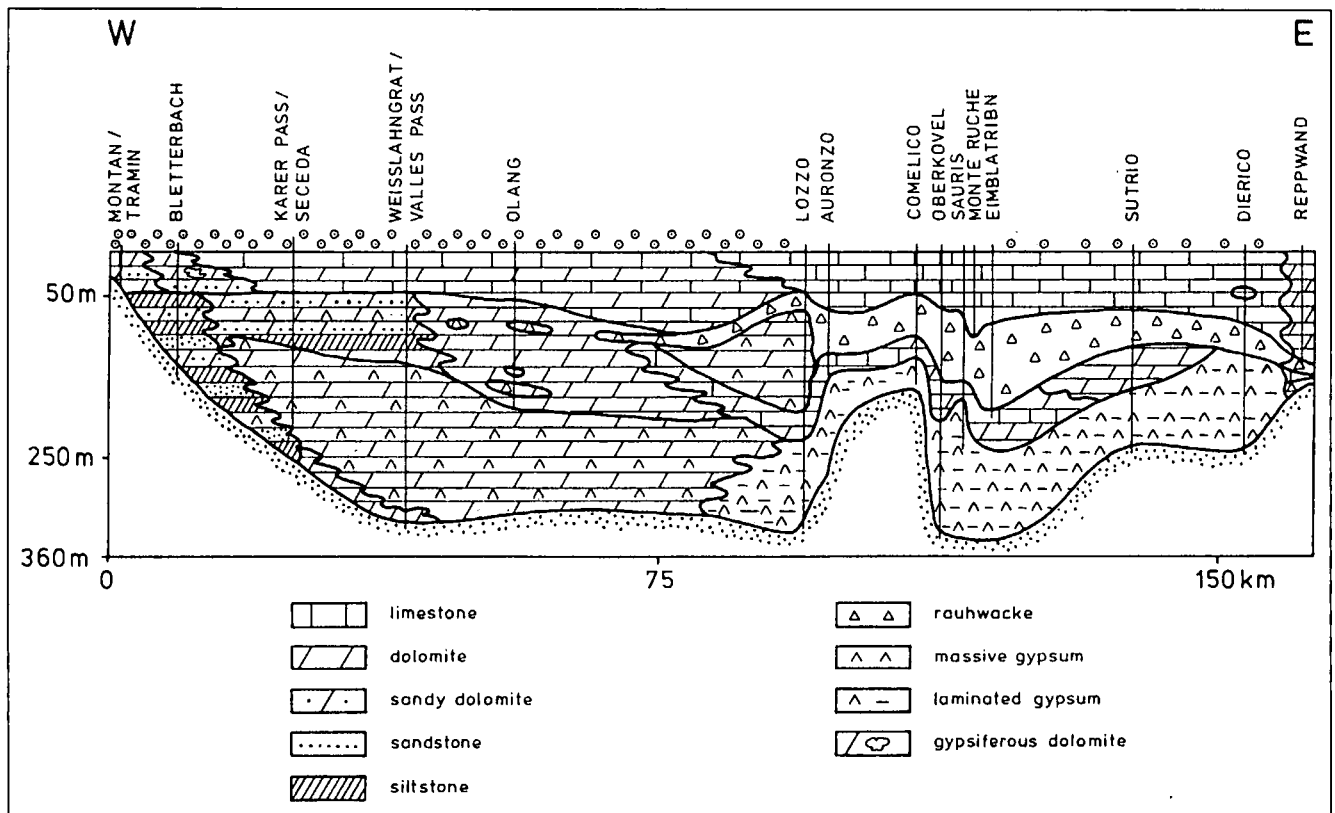 W
E
MONTAN/
TRAMIN
BLETTERBACH
KARER PASS/
SECEDA
WEISSLAHNGRAT/
VALLES PASS
OLANG
LOZZO
AURONZO
COMELICO
OBERKOVEL
SAURIS
MONTE RUCHE
EIMBLATRIBN
SUTRIO
DIERICO
REPPWAND
50m
250m
360m
0
75
150km
limestone
dolomite
sandy dolomite
sandstone
siltstone
rauhwacke
massive gypsum
laminated gypsum
gypsiferous dolomite